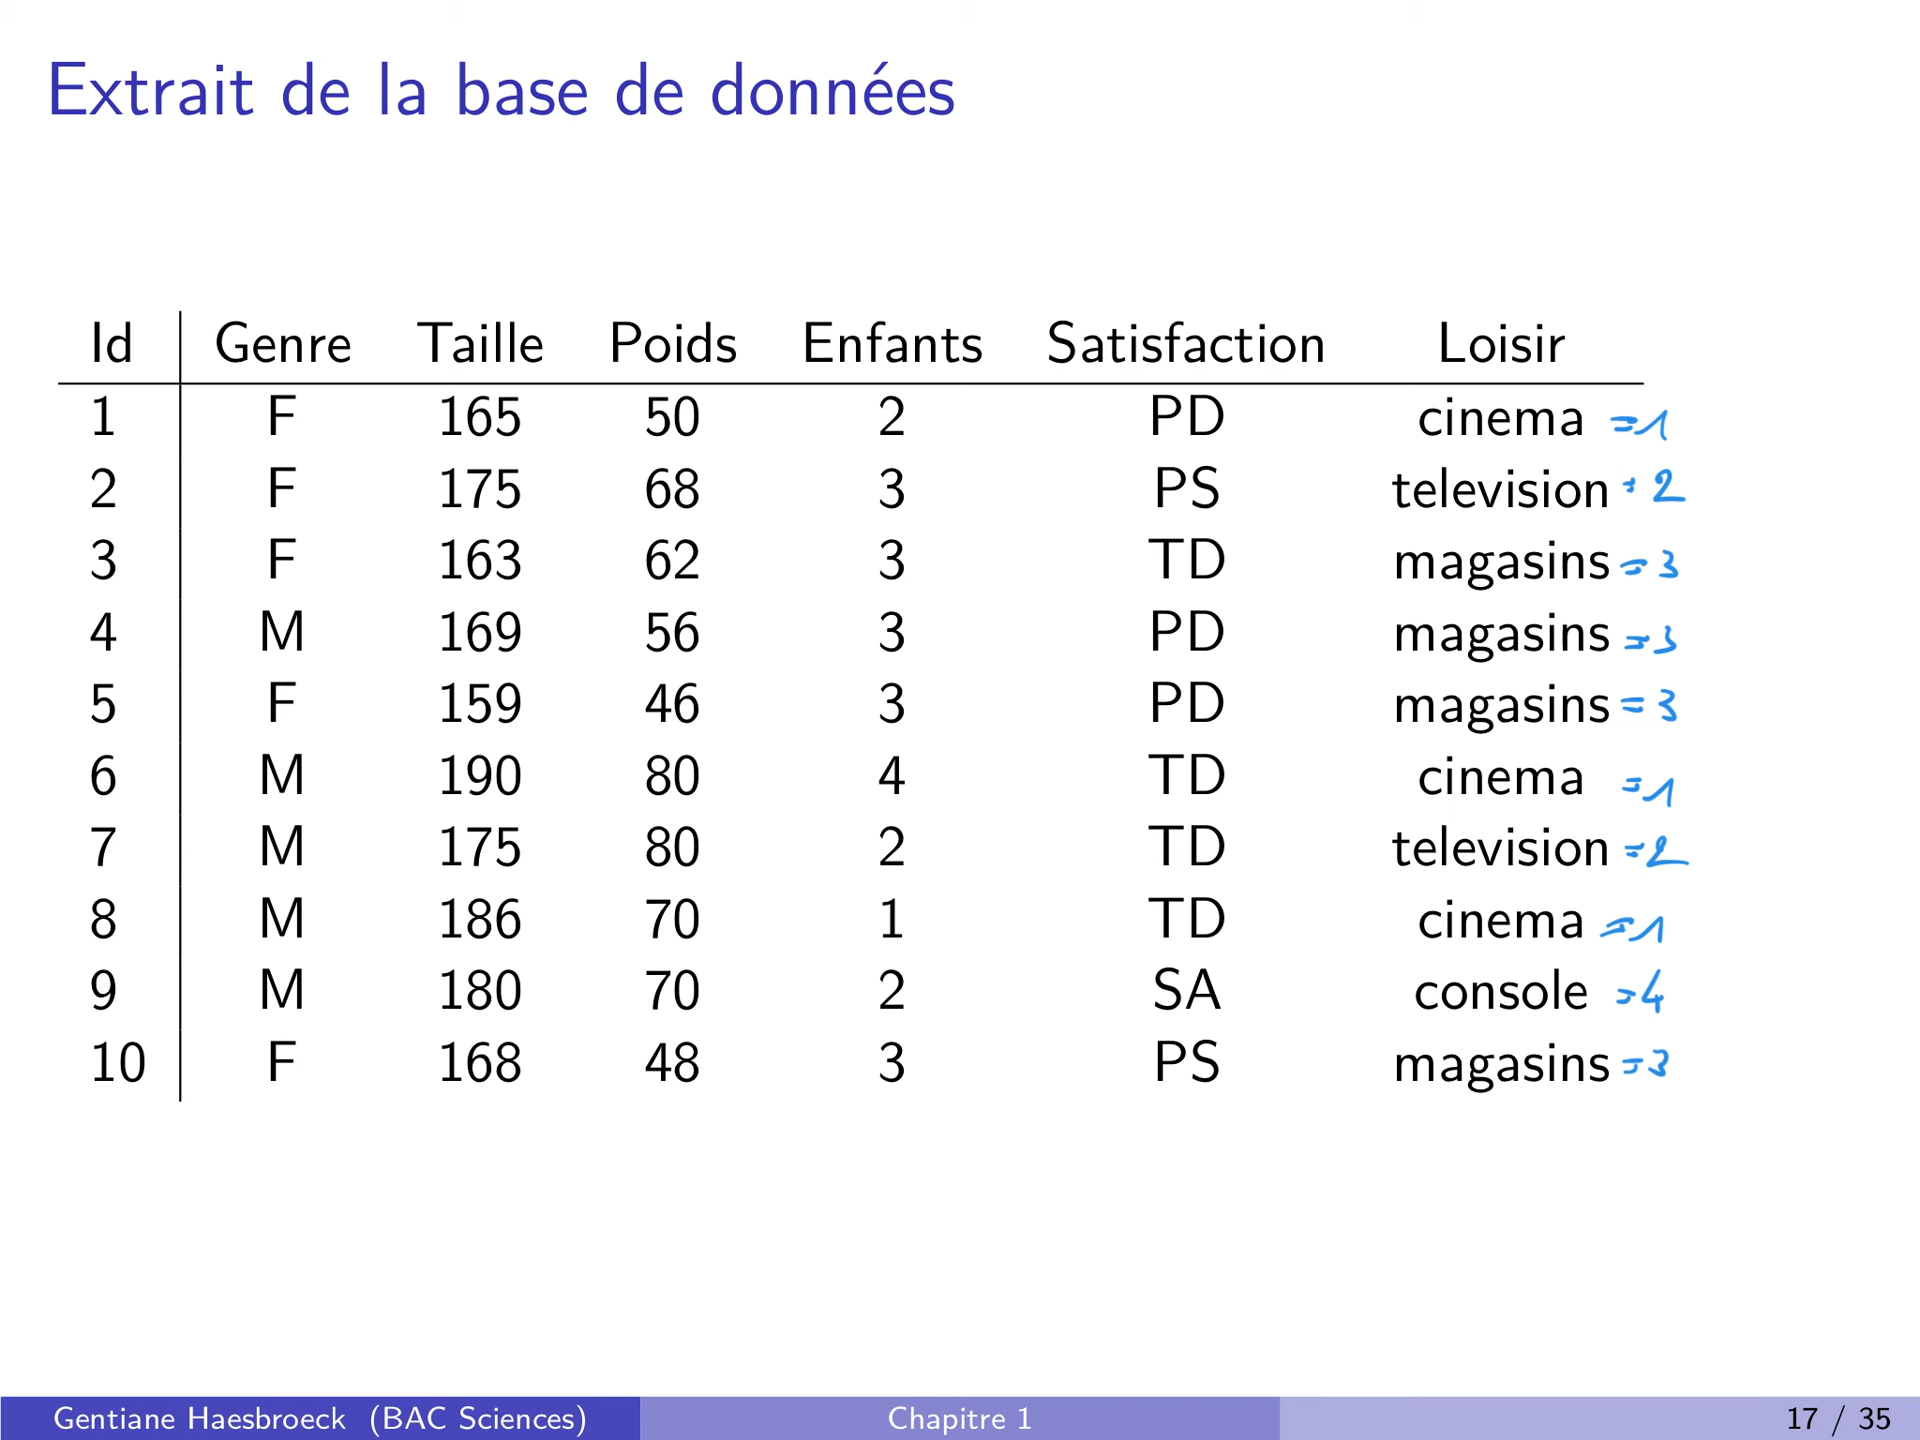 Extrait de la base de données
Id Genre Taille Poids Enfants Satisfaction Loisir
1 F 165 50 2 PD cinema =1
2 F 175 68 3 PS television = 2
3 F 163 62 3 TD magasins = 3
4 M 169 56 3 PD magasins =3
5 F 159 46 3 PD magasins = 3
6 M 190 80 4 TD cinema =1
7 M 175 80 2 TD television =2
8 M 186 70 1 TD cinema =1
9 M 180 70 2 SA console =4
10 F 168 48 3 PS magasins =3
Gentiane Haesbroeck (BAC Sciences) Chapitre 1 17 / 35